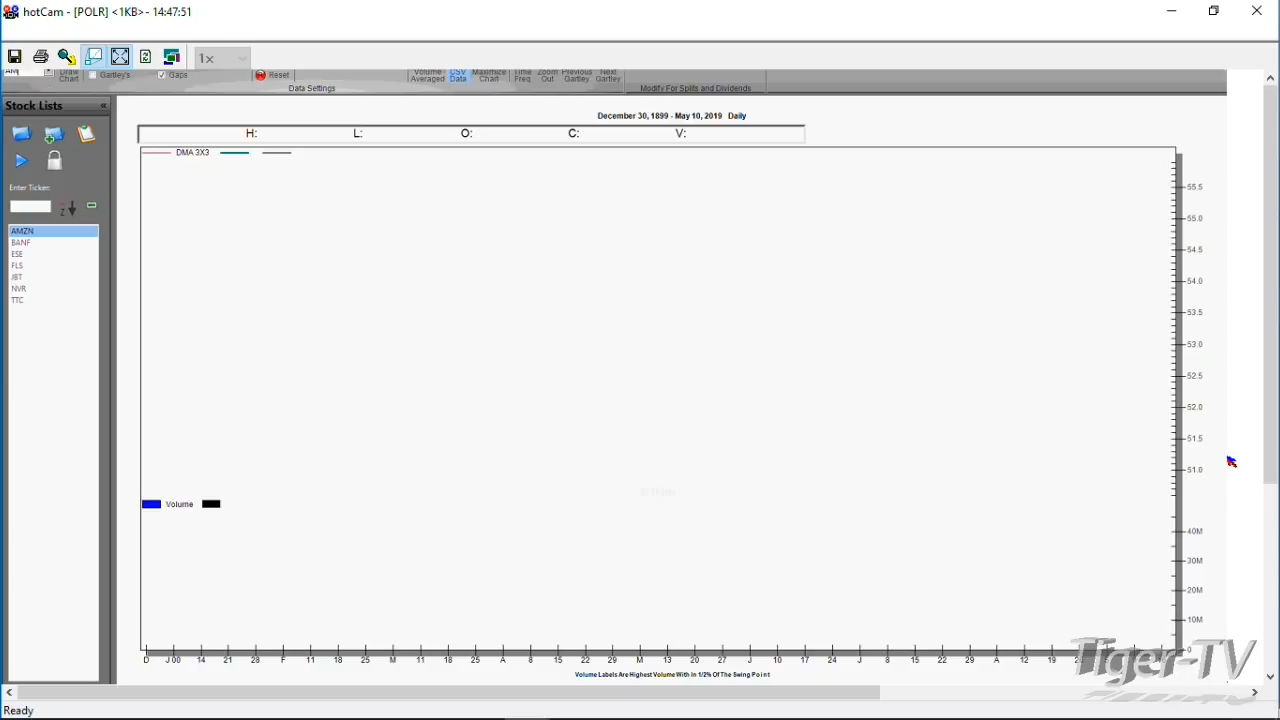 hotCam - [POLR] <1KB> - 14:47:51
1x
Draw Chart
Gartley's
Gaps
Reset
Volume Averaged
CSV Data
Maximize Chart
Time Freq
Zoom Out
Previous Gartley
Next Gartley
Data Settings
Modify For Splits and Dividends
Stock Lists
December 30, 1899 - May 10, 2019 Daily
H: L: O: C: V:
DMA 3X3
Enter Ticker:
AMZN
BANF
ESE
FLS
JBT
NVR
TTC
55.5
55.0
54.5
54.0
53.5
53.0
52.5
52.0
51.5
51.0
Volume
40M
30M
20M
10M
0
D J 00 14 21 28 F 11 18 25 M 11 18 25 A 8 15 22 29 M 13 20 27 J 10 17 24 J 8 15 22 29 A 12 19
Volume Labels Are Highest Volume With In 1/2% Of The Swing Point
Tiger-TV
Ready